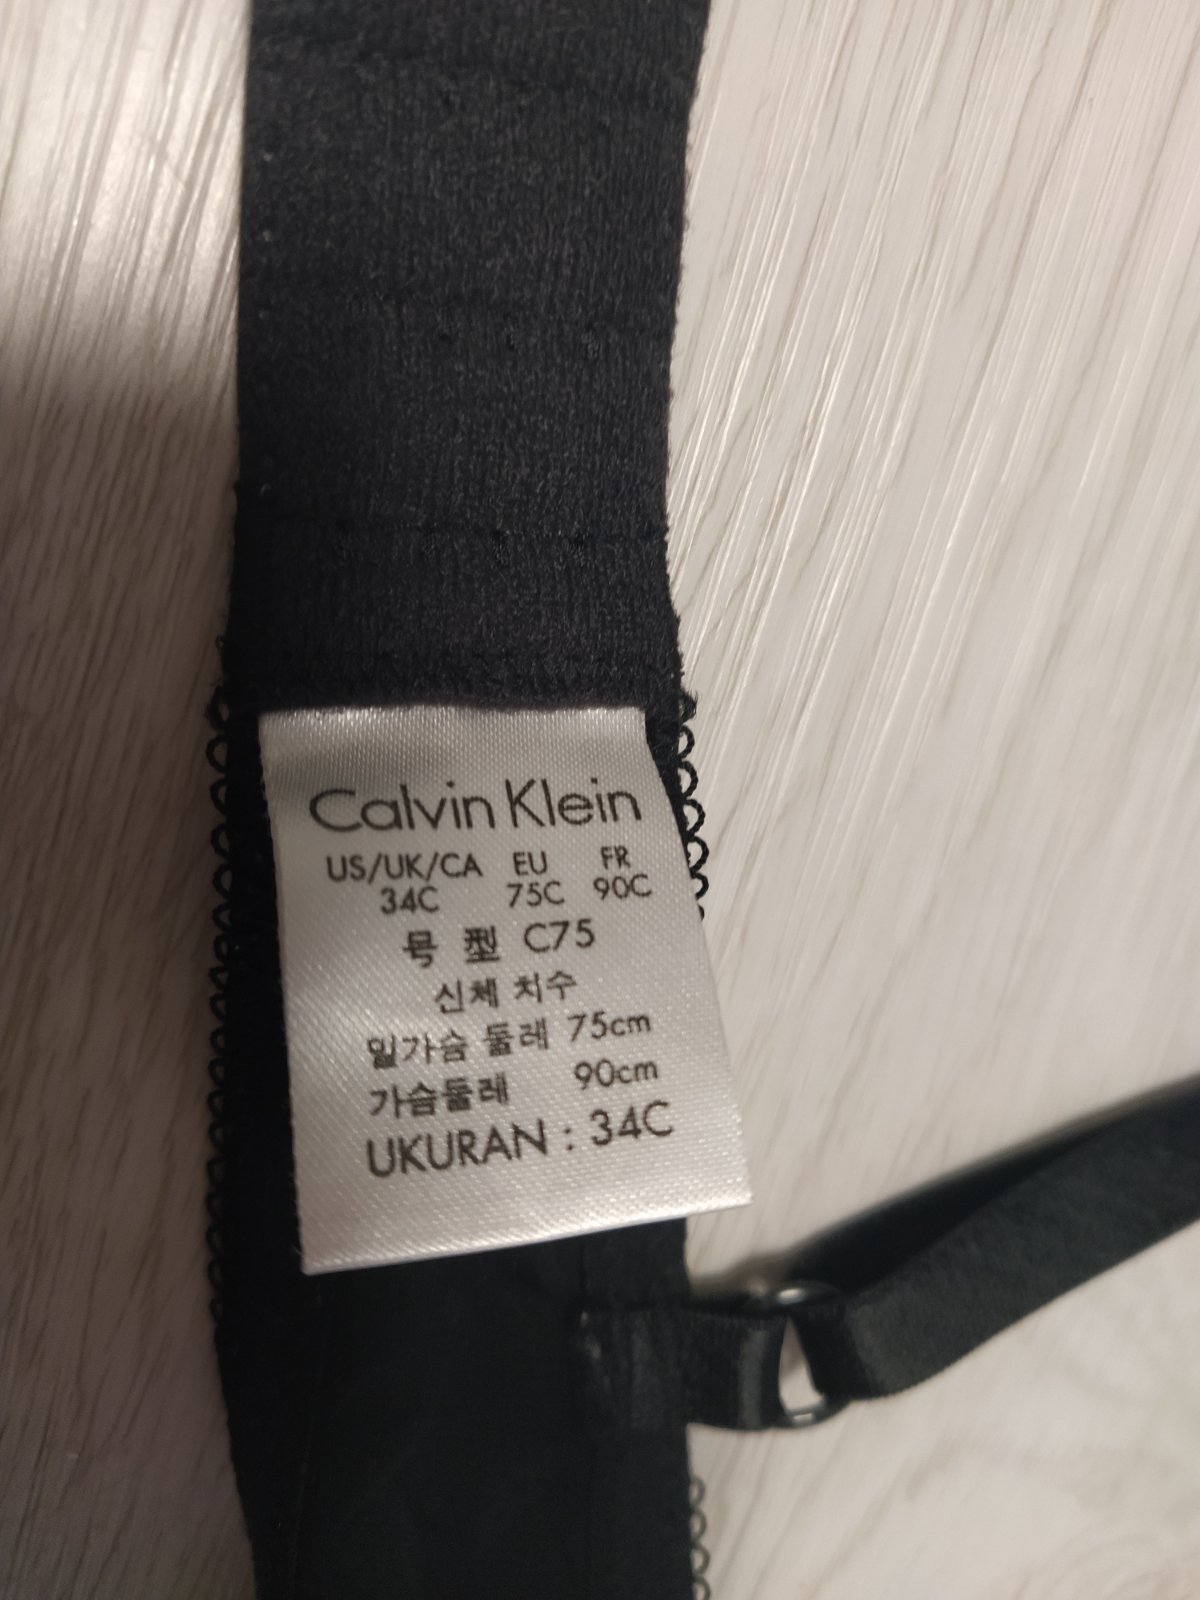 Calvin Klein
US/UK/CA EU FR
34C 75C 90C
号 型 C75
신체 치수
밑가슴 둘레 75cm
가슴둘레 90cm
UKURAN : 34C